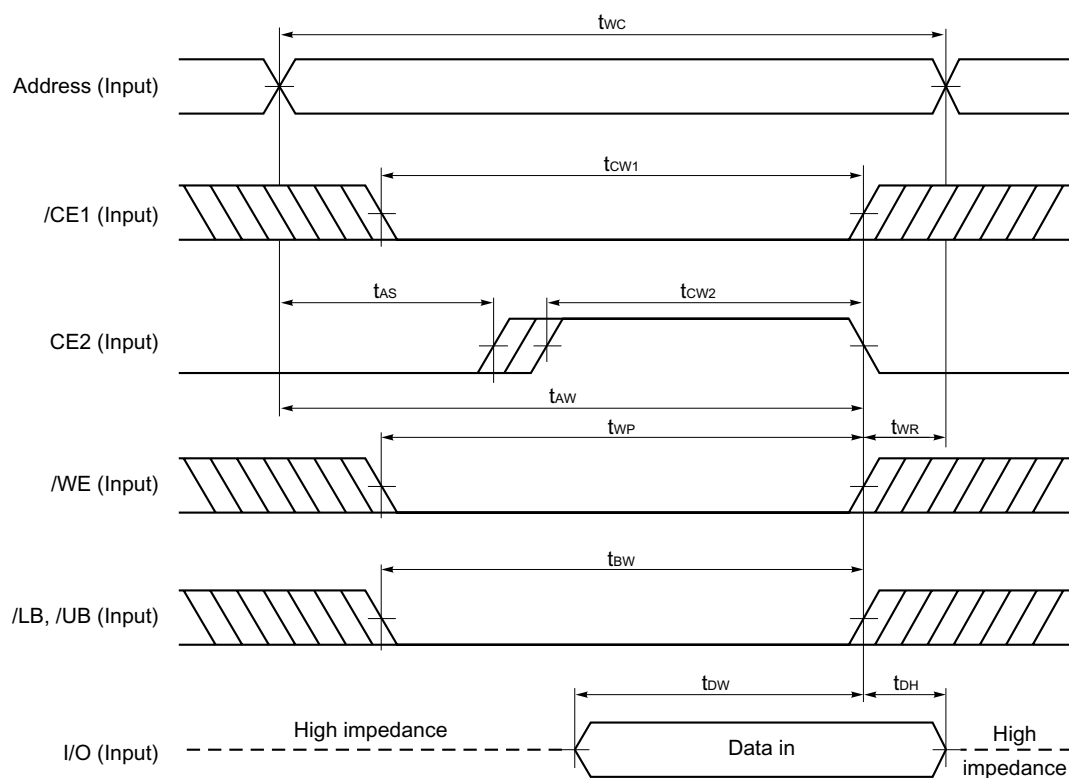 tWC
Address (Input)
tCW1
/CE1 (Input)
tAS
tCW2
CE2 (Input)
tAW
tWP
tWR
/WE (Input)
tBW
/LB, /UB (Input)
tDW
tDH
I/O (Input)
High impedance
Data in
High
impedance